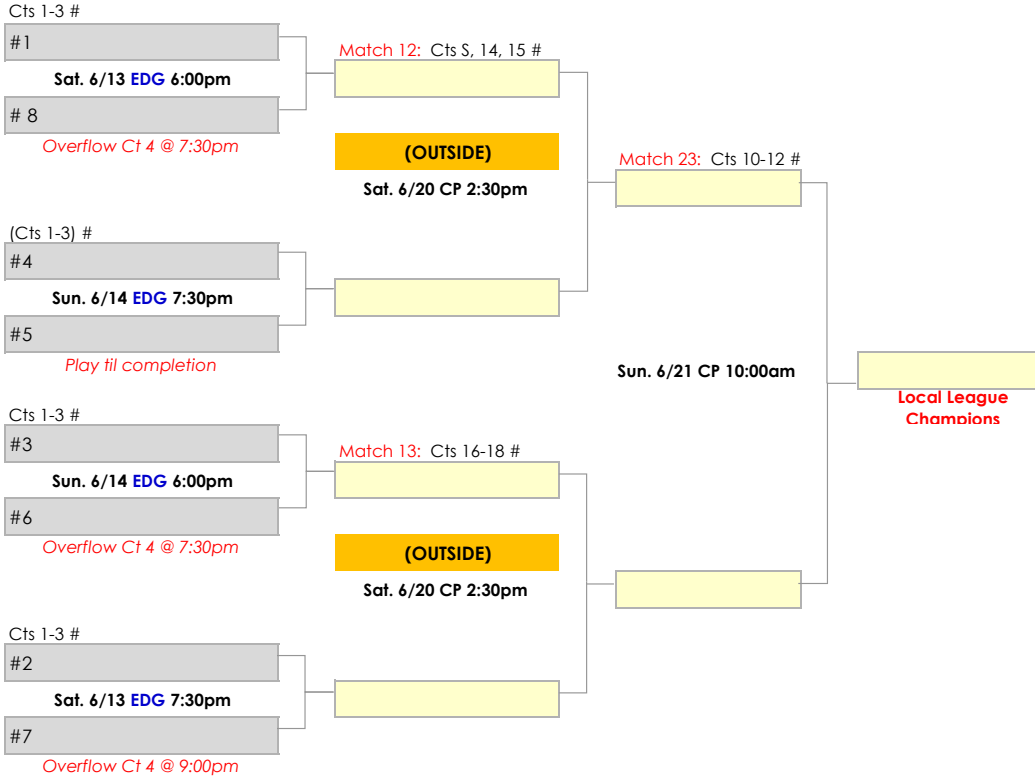 Cts 1-3 #
#1
Sat. 6/13 EDG 6:00pm
# 8
Overflow Ct 4 @ 7:30pm
(Cts 1-3) #
#4
Sun. 6/14 EDG 7:30pm
#5
Play til completion
Cts 1-3 #
#3
Sun. 6/14 EDG 6:00pm
#6
Overflow Ct 4 @ 7:30pm
Cts 1-3 #
#2
Sat. 6/13 EDG 7:30pm
#7
Overflow Ct 4 @ 9:00pm
Match 12: Cts S, 14, 15 #
(OUTSIDE)
Sat. 6/20 CP 2:30pm
Match 13: Cts 16-18 #
(OUTSIDE)
Sat. 6/20 CP 2:30pm
Match 23: Cts 10-12 #
Sun. 6/21 CP 10:00am
Local League
Champions